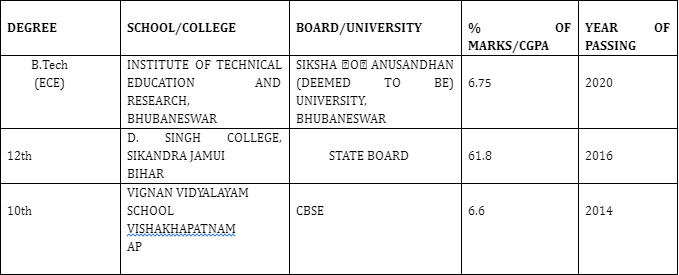 DEGREE SCHOOL/COLLEGE BOARD/UNIVERSITY % OF MARKS/CGPA YEAR OF PASSING
B.Tech
(ECE)
INSTITUTE OF TECHNICAL
EDUCATION AND
RESEARCH,
BHUBANESWAR
SIKSHA O ANUSANDHAN
(DEEMED TO BE)
UNIVERSITY,
BHUBANESWAR
6.75
2020
12th
D. SINGH COLLEGE,
SIKANDRA JAMUI
BIHAR
STATE BOARD
61.8
2016
10th
VIGNAN VIDYALAYAM
SCHOOL
VISHAKHAPATNAM
AP
CBSE
6.6
2014